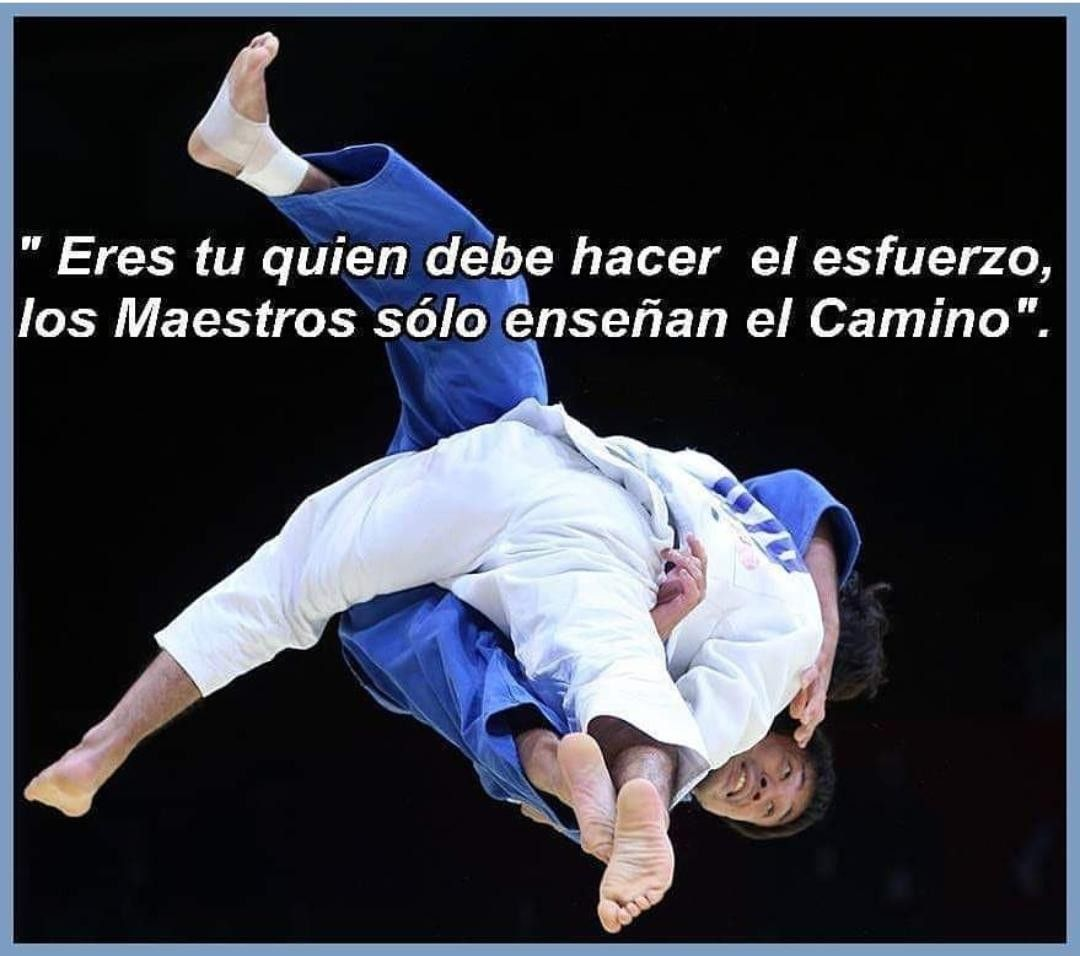 " Eres tu quien debe hacer el esfuerzo,
los Maestros sólo enseñan el Camino".